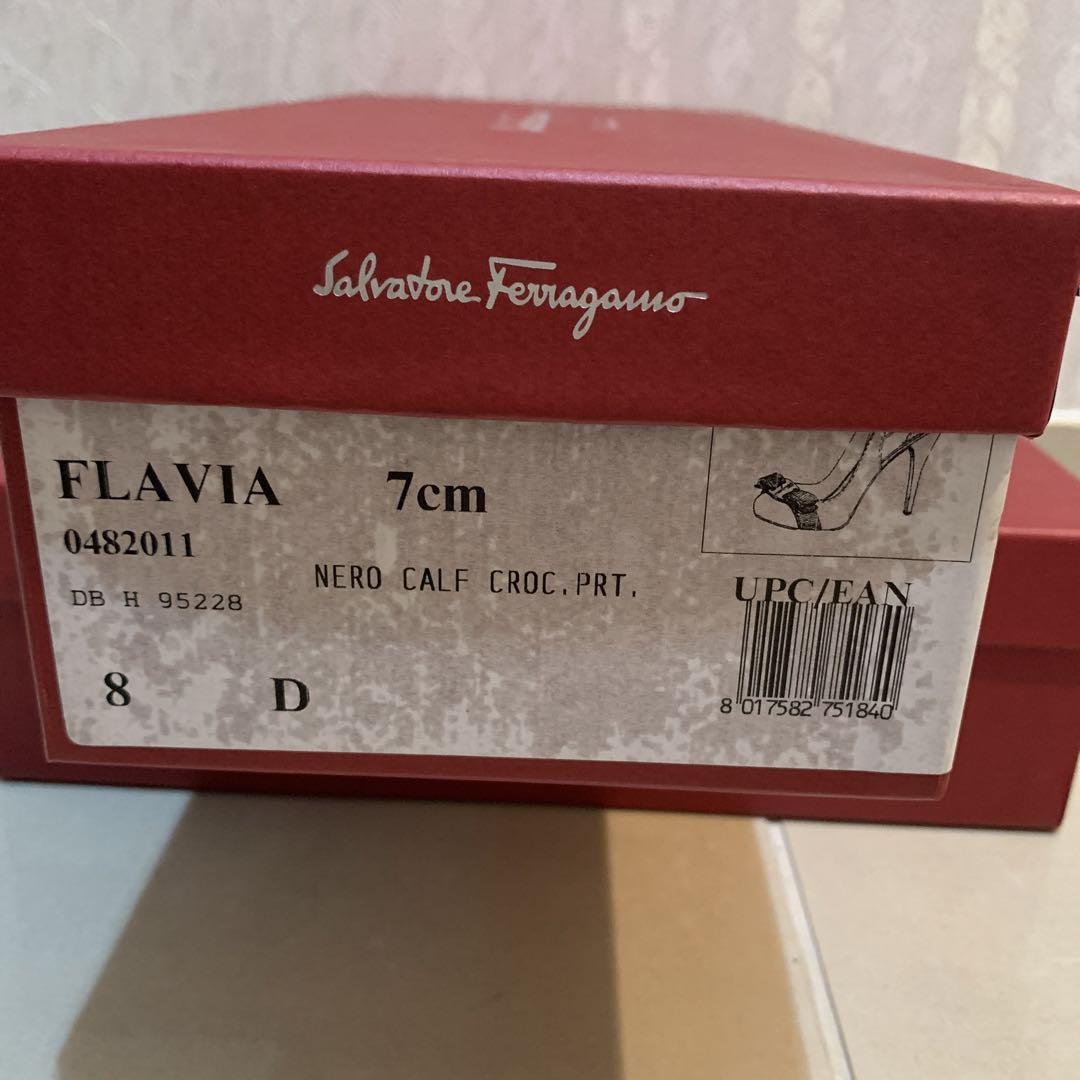 Salvatore Ferragamo
FLAVIA 7cm
0482011
NERO CALF CROC.PRT.
DB H 95228
UPC/EAN
8 D
8 017582 751840